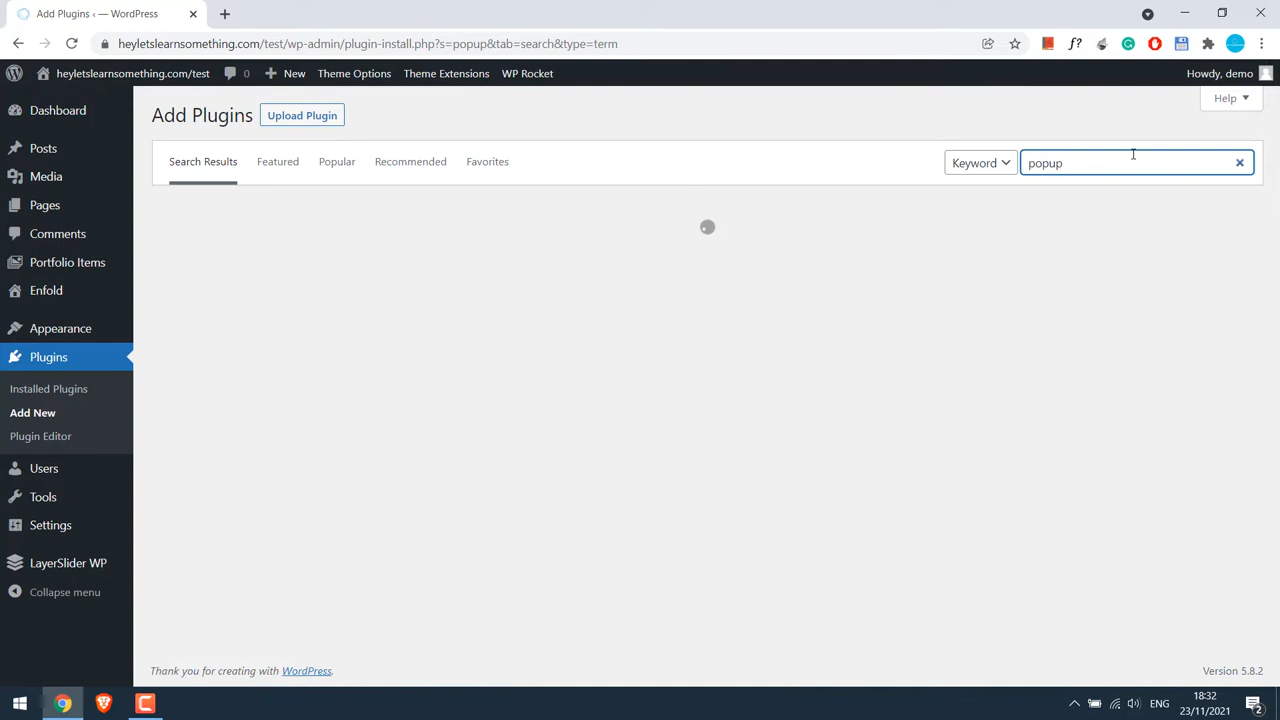 Add Plugins ‹ — WordPress
heyletslearnsomething.com/test/wp-admin/plugin-install.php?s=popup&tab=search&type=term
heyletslearnsomething.com/test 0 New Theme Options Theme Extensions WP Rocket Howdy, demo
Help
Add Plugins Upload Plugin
Search Results Featured Popular Recommended Favorites Keyword popup
Dashboard
Posts
Media
Pages
Comments
Portfolio Items
Enfold
Appearance
Plugins
Installed Plugins
Add New
Plugin Editor
Users
Tools
Settings
LayerSlider WP
Collapse menu
Thank you for creating with WordPress. Version 5.8.2
ENG
18:32
23/11/2021
2